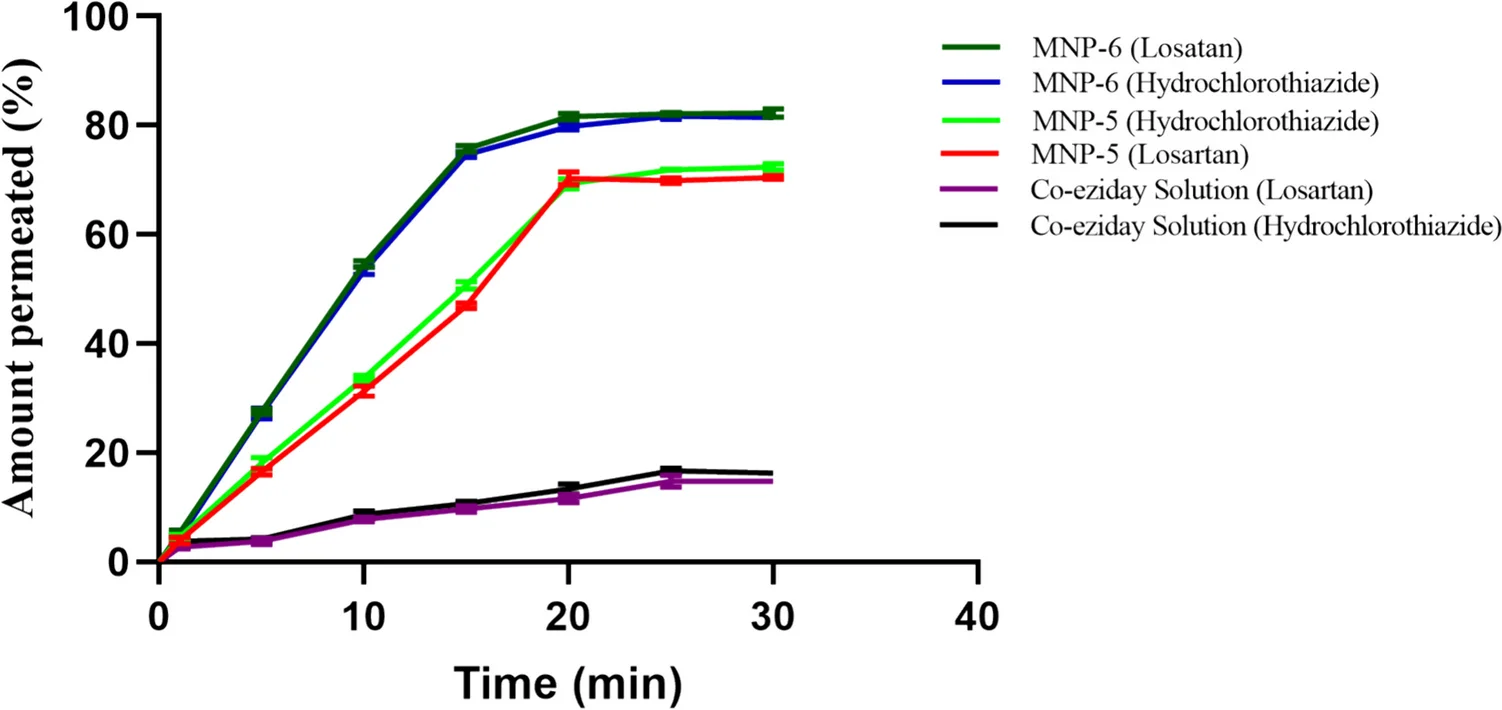 100
80
60
40
20
0
Amount permeated (%)
0 10 20 30 40
Time (min)
MNP-6 (Losatan)
MNP-6 (Hydrochlorothiazide)
MNP-5 (Hydrochlorothiazide)
MNP-5 (Losartan)
Co-eziday Solution (Losartan)
Co-eziday Solution (Hydrochlorothiazide)